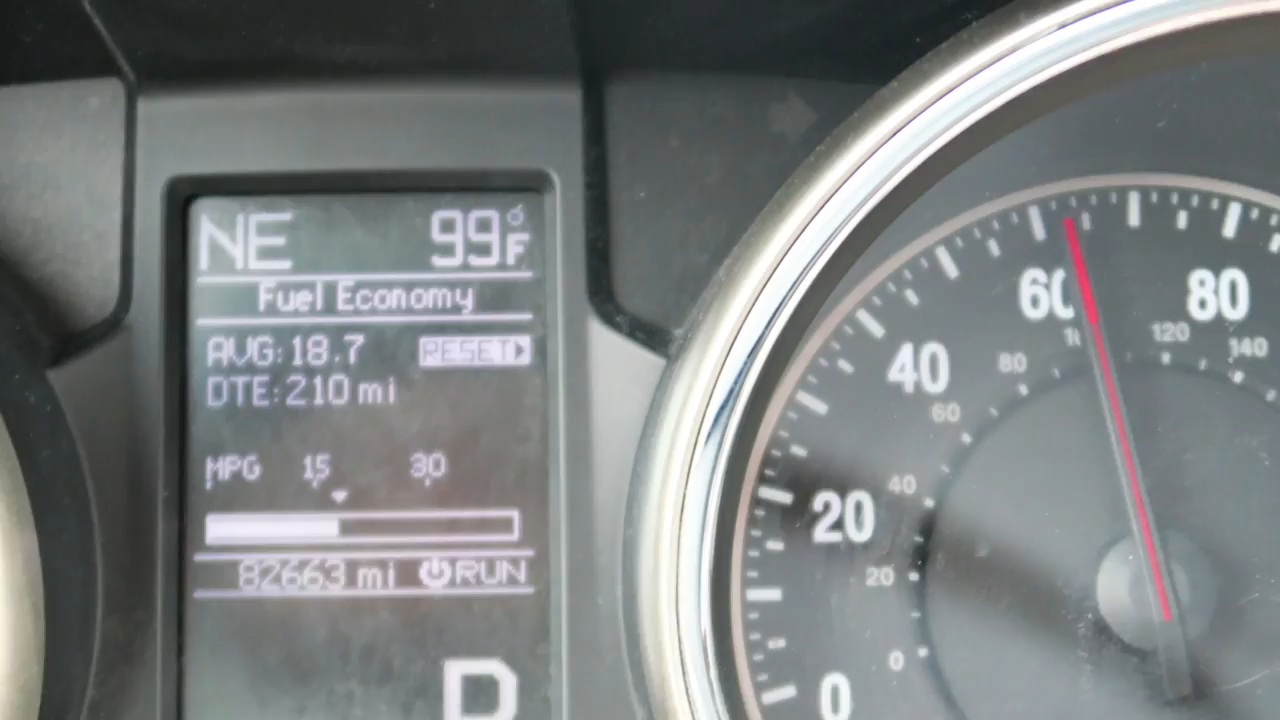 NE 99°F
Fuel Economy
AVG:18.7 RESET
DTE:210 mi
MPG 15 30
82663 mi RUN
0 20 40 60 80
0 20 40 60 80 120 140